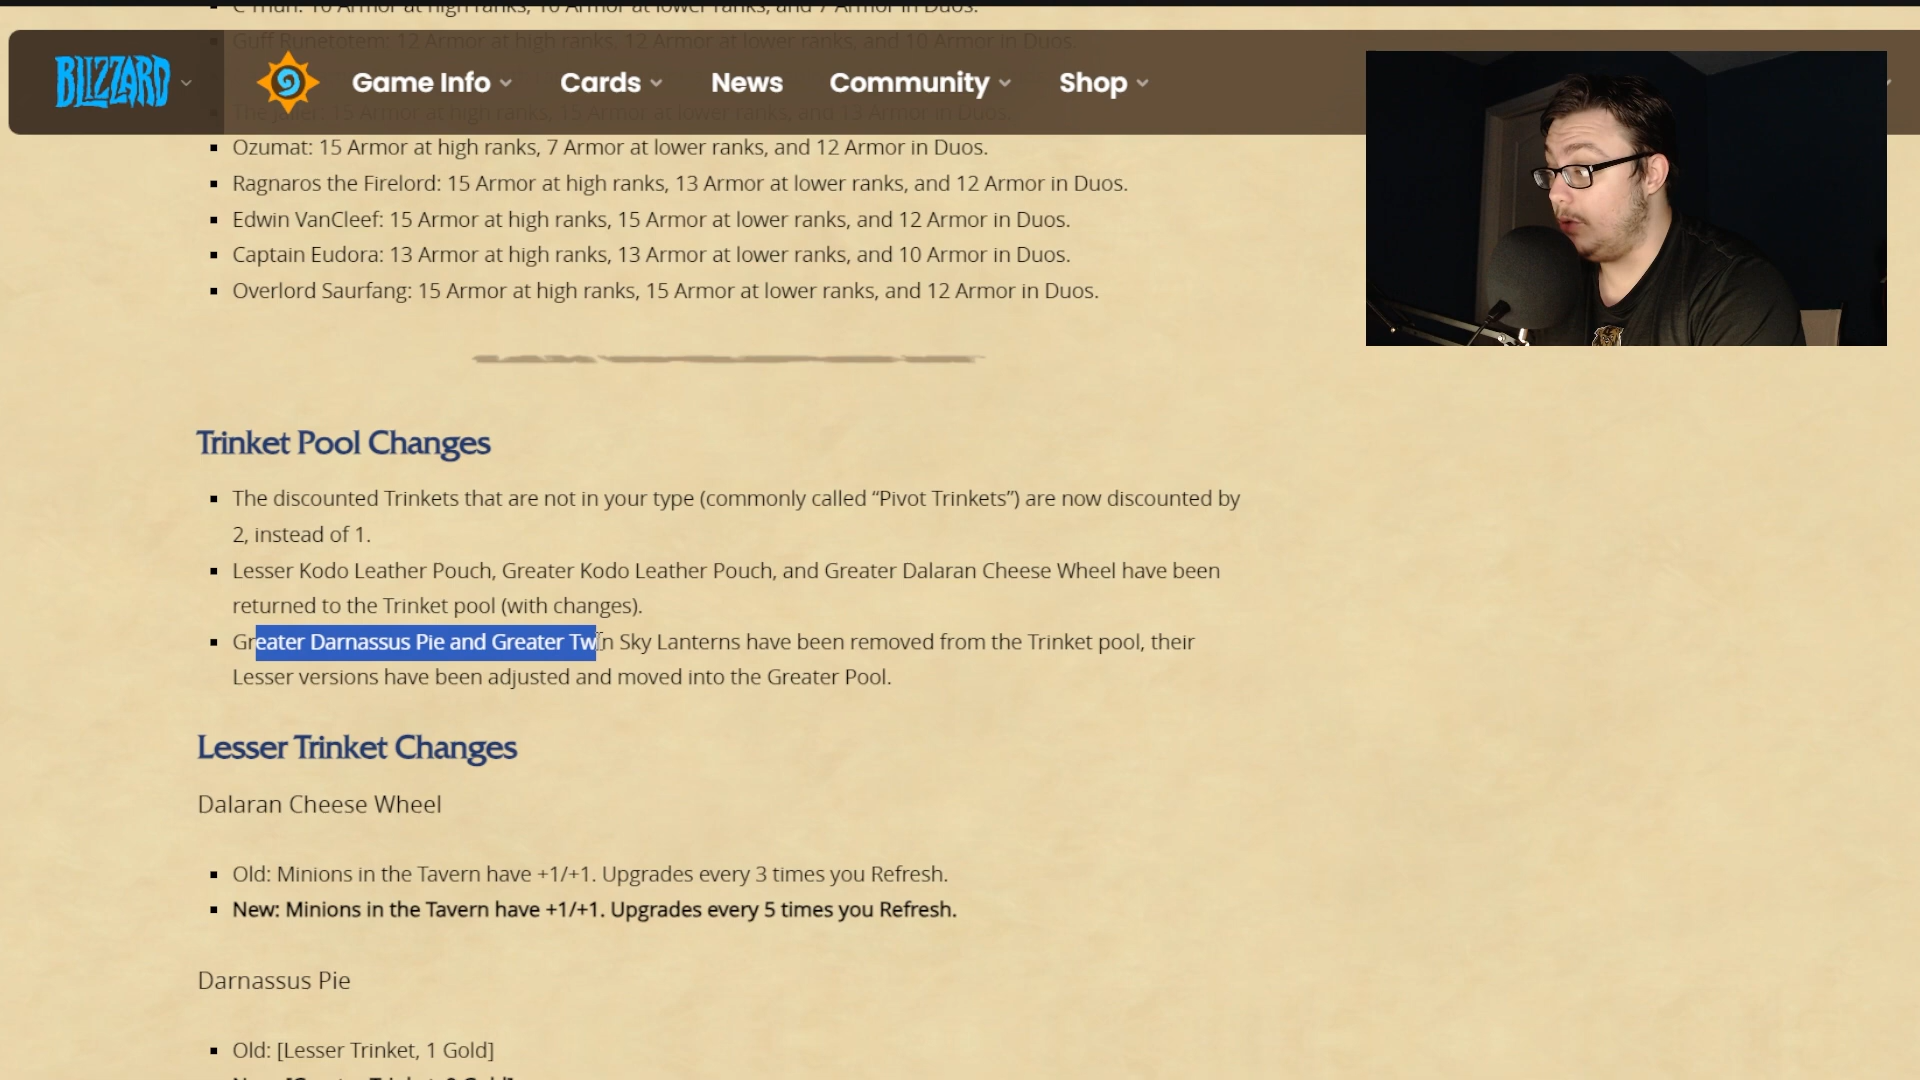 C'Thun: 10 Armor at high ranks, 10 Armor at lower ranks, and 7 Armor in Duos.
Guff Runetotem: 12 Armor at high ranks, 12 Armor at lower ranks, and 10 Armor in Duos.
BLIZZARD
Game Info
Cards
News
Community
Shop
The Jailer: 15 Armor at high ranks, 15 Armor at lower ranks, and 13 Armor in Duos.
Ozumat: 15 Armor at high ranks, 7 Armor at lower ranks, and 12 Armor in Duos.
Ragnaros the Firelord: 15 Armor at high ranks, 13 Armor at lower ranks, and 12 Armor in Duos.
Edwin VanCleef: 15 Armor at high ranks, 15 Armor at lower ranks, and 12 Armor in Duos.
Captain Eudora: 13 Armor at high ranks, 13 Armor at lower ranks, and 10 Armor in Duos.
Overlord Saurfang: 15 Armor at high ranks, 15 Armor at lower ranks, and 12 Armor in Duos.
Trinket Pool Changes
The discounted Trinkets that are not in your type (commonly called “Pivot Trinkets”) are now discounted by
2, instead of 1.
Lesser Kodo Leather Pouch, Greater Kodo Leather Pouch, and Greater Dalaran Cheese Wheel have been
returned to the Trinket pool (with changes).
Greater Darnassus Pie and Greater Twin Sky Lanterns have been removed from the Trinket pool, their
Lesser versions have been adjusted and moved into the Greater Pool.
Lesser Trinket Changes
Dalaran Cheese Wheel
Old: Minions in the Tavern have +1/+1. Upgrades every 3 times you Refresh.
New: Minions in the Tavern have +1/+1. Upgrades every 5 times you Refresh.
Darnassus Pie
Old: [Lesser Trinket, 1 Gold]